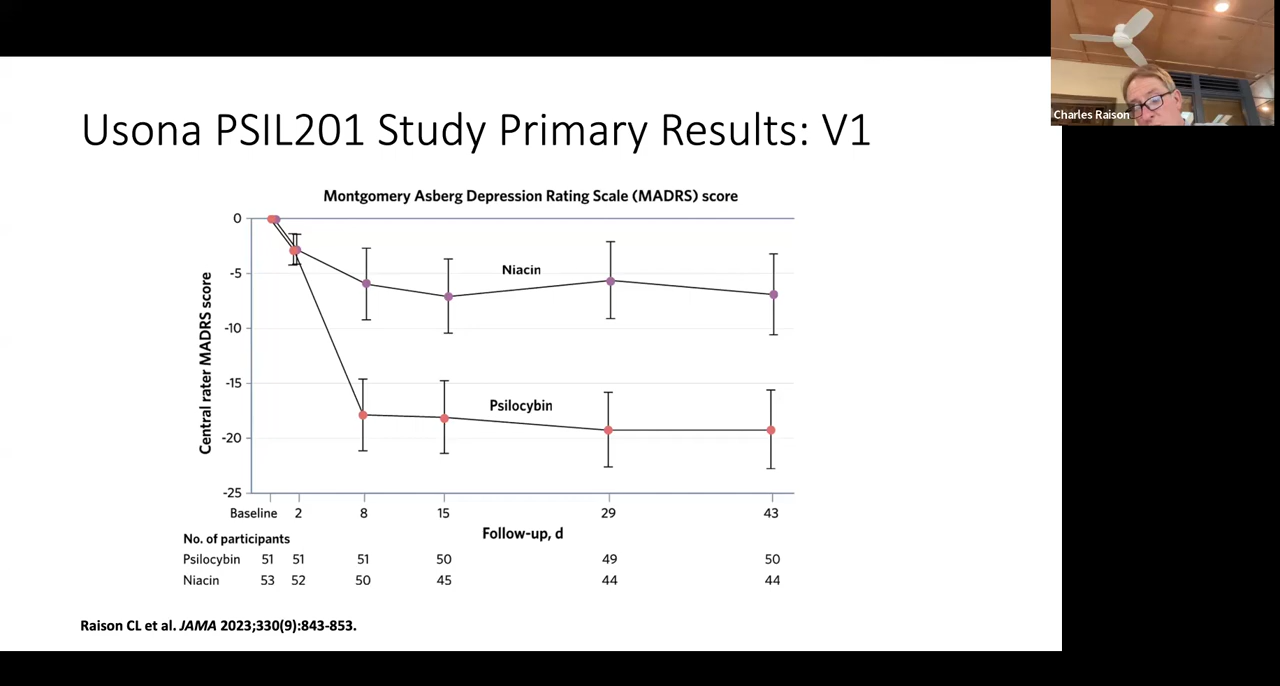 Charles Raison
Usona PSIL201 Study Primary Results: V1
Montgomery Asberg Depression Rating Scale (MADRS) score
Central rater MADRS score
0
-5
-10
-15
-20
-25
Niacin
Psilocybin
Baseline 2 8 15 29 43
Follow-up, d
No. of participants
Psilocybin 51 51 51 50 49 50
Niacin 53 52 50 45 44 44
Raison CL et al. JAMA 2023;330(9):843-853.